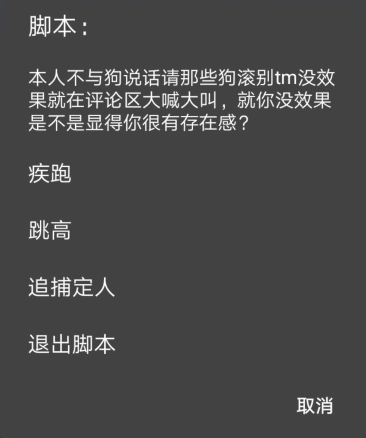 脚本：
本人不与狗说话请那些狗滚别tm没效
果就在评论区大喊大叫，就你没效果
是不是显得你很有存在感？
疾跑
跳高
追捕定人
退出脚本
取消